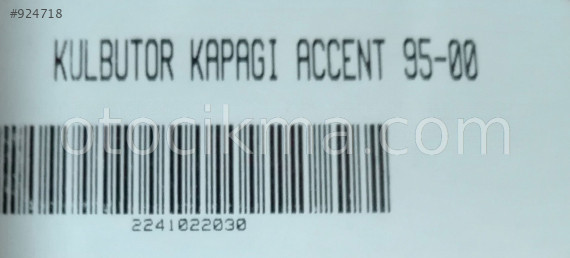 #924718
KULBUTOR KAPAGI ACCENT 95-00
otocikma.com
2241022030